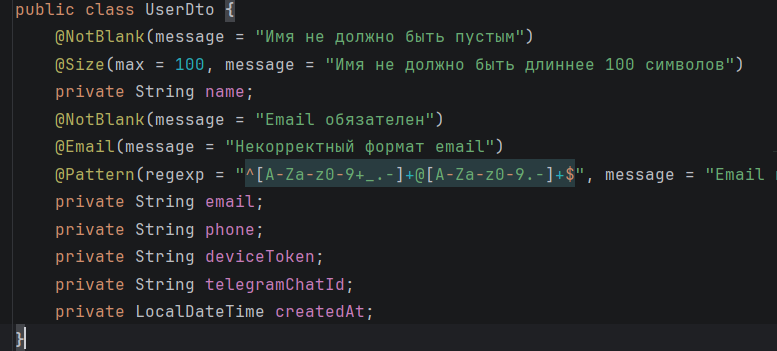 public class UserDto {
@NotBlank(message = "Имя не должно быть пустым")
@Size(max = 100, message = "Имя не должно быть длиннее 100 символов")
private String name;
@NotBlank(message = "Email обязателен")
@Email(message = "Некорректный формат email")
@Pattern(regexp = "^[A-Za-z0-9+_.-]+@[A-Za-z0-9.-]+$", message = "Email
private String email;
private String phone;
private String deviceToken;
private String telegramChatId;
private LocalDateTime createdAt;
}